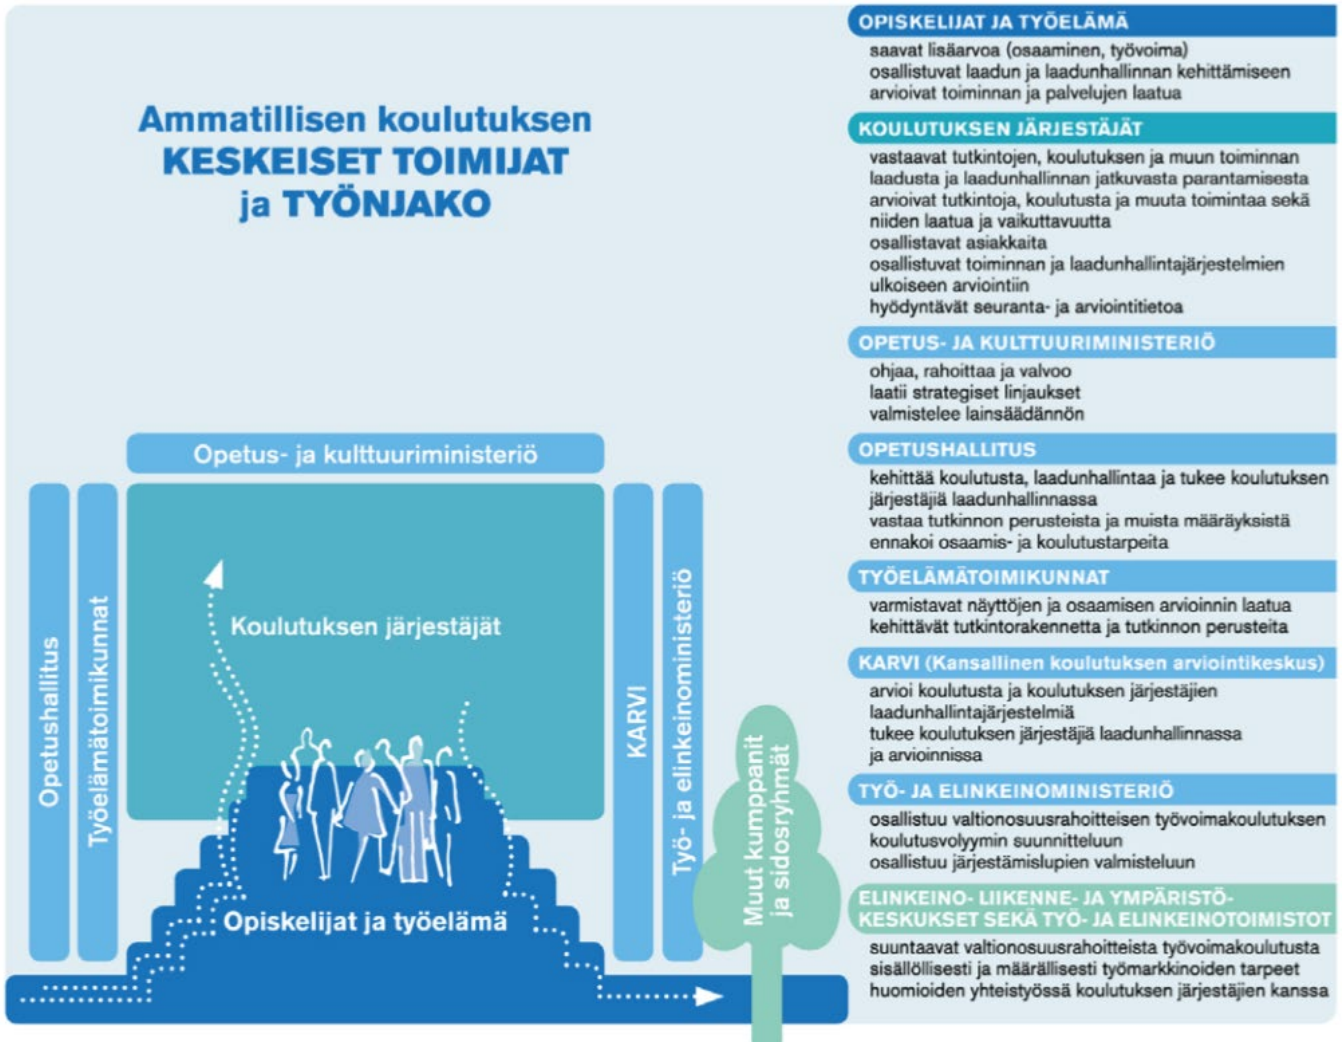 Ammatillisen koulutuksen
KESKEISET TOIMIJAT
ja TYÖNJAKO
Opetus- ja kulttuuriministeriö
Opetushallitus
Työelämätoimikunnat
Koulutuksen järjestäjät
KARVI
Työ- ja elinkeinoministeriö
Opiskelijat ja työelämä
Muut kumppanit
ja sidosryhmät
OPISKELIJAT JA TYÖELÄMÄ
saavat lisäarvoa (osaaminen, työvoima)
osallistuvat laadun ja laadunhallinnan kehittämiseen
arvioivat toiminnan ja palvelujen laatua
KOULUTUKSEN JÄRJESTÄJÄT
vastaavat tutkintojen, koulutuksen ja muun toiminnan
laadusta ja laadunhallinnan jatkuvasta parantamisesta
arvioivat tutkintoja, koulutusta ja muuta toimintaa sekä
niiden laatua ja vaikuttavuutta
osallistavat asiakkaita
osallistuvat toiminnan ja laadunhallintajärjestelmien
ulkoiseen arviointiin
hyödyntävät seuranta- ja arviointitietoa
OPETUS- JA KULTTUURIMINISTERIÖ
ohjaa, rahoittaa ja valvoo
laatii strategiset linjaukset
valmistelee lainsäädännön
OPETUSHALLITUS
kehittää koulutusta, laadunhallintaa ja tukee koulutuksen
järjestäjiä laadunhallinnassa
vastaa tutkinnon perusteista ja muista määräyksistä
ennakoi osaamis- ja koulutustarpeita
TYÖELÄMÄTOIMIKUNNAT
varmistavat näyttöjen ja osaamisen arvioinnin laatua
kehittävät tutkintorakennetta ja tutkinnon perusteita
KARVI (Kansallinen koulutuksen arviointikeskus)
arvioi koulutusta ja koulutuksen järjestäjien
laadunhallintajärjestelmiä
tukee koulutuksen järjestäjiä laadunhallinnassa
ja arvioinnissa
TYÖ- JA ELINKEINOMINISTERIÖ
osallistuu valtionosuusrahoitteisen työvoimakoulutuksen
koulutusvolyymin suunnitteluun
osallistuu järjestämislupien valmisteluun
ELINKEINO- LIIKENNE- JA YMPÄRISTÖ-
KESKUKSET SEKÄ TYÖ- JA ELINKEINOTOIMISTOT
suuntaavat valtionosuusrahoitteista työvoimakoulutusta
sisällöllisesti ja määrällisesti työmarkkinoiden tarpeet
huomioiden yhteistyössä koulutuksen järjestäjien kanssa